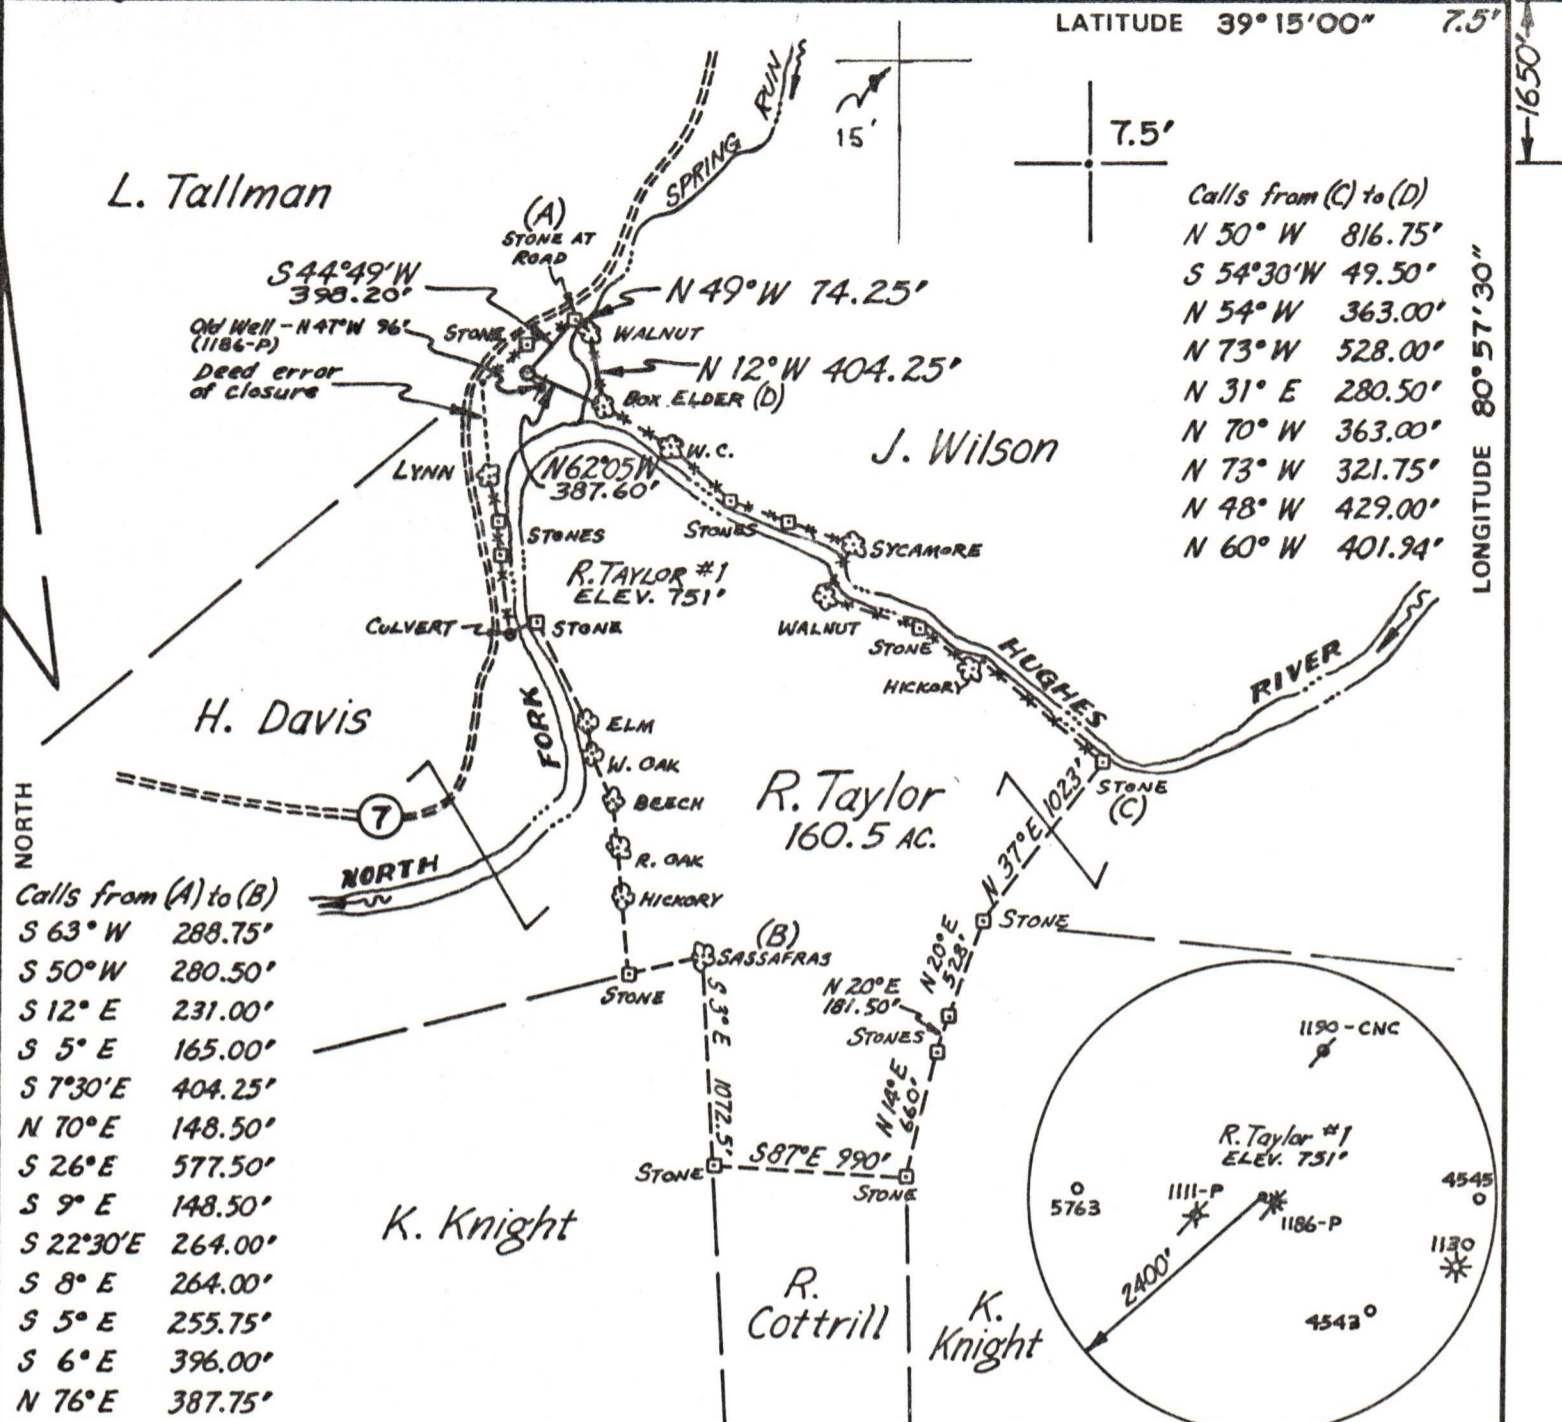 LATITUDE 39°15'00" 7.5'
1650'
15'
7.5'
SPRING RUN
L. Tallman
(A)
STONE AT
ROAD
S 44°49'W
398.20'
N 49° W 74.25'
Old Well - N 47°W 96'
(1186-P)
STONE
WALNUT
Deed error
of closure
N 12° W 404.25'
BOX ELDER (D)
Calls from (C) to (D)
N 50° W 816.75'
S 54°30'W 49.50'
N 54° W 363.00'
N 73° W 528.00'
N 31° E 280.50'
N 70° W 363.00'
N 73° W 321.75'
N 48° W 429.00'
N 60° W 401.94'
LONGITUDE 80°57'30"
J. Wilson
W.C.
LYNN
N62°05'W
387.60'
STONES
STONES
SYCAMORE
R. TAYLOR #1
ELEV. 751'
CULVERT
STONE
WALNUT
STONE
HICKORY
HUGHES
RIVER
H. Davis
FORK
ELM
W. OAK
BEECH
R. OAK
HICKORY
R. Taylor
160.5 AC.
STONE
(C)
N 37°E 1023'
7
NORTH
NORTH
Calls from (A) to (B)
S 63° W 288.75'
S 50° W 280.50'
S 12° E 231.00'
S 5° E 165.00'
S 7°30'E 404.25'
N 70° E 148.50'
S 26° E 577.50'
S 9° E 148.50'
S 22°30'E 264.00'
S 8° E 264.00'
S 5° E 255.75'
S 6° E 396.00'
N 76° E 387.75'
STONE
(B)
SASSAFRAS
STONE
N 20° E
528'
N 20° E
181.50'
STONES
S 3° E 1072.5'
N 14° E
660'
S 87° E 990'
STONE
STONE
K. Knight
R.
Cottrill
K.
Knight
1190-CNC
R. Taylor #1
ELEV. 751'
5763
1111-P
1186-P
4545
1130
2400'
4543